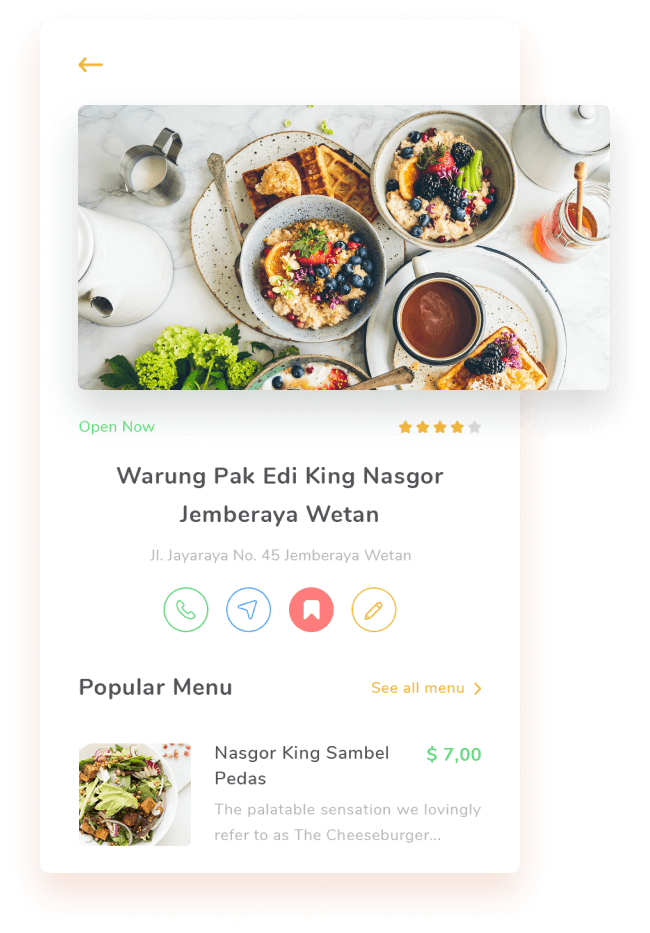 Open Now
Warung Pak Edi King Nasgor
Jemberaya Wetan
Jl. Jayaraya No. 45 Jemberaya Wetan
Popular Menu
See all menu
Nasgor King Sambel
Pedas
$ 7,00
The palatable sensation we lovingly
refer to as The Cheeseburger...